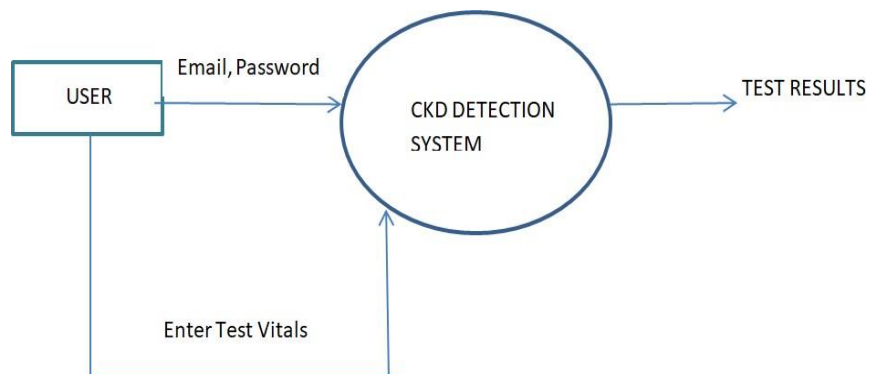 USER
Email, Password
CKD DETECTION
SYSTEM
TEST RESULTS
Enter Test Vitals